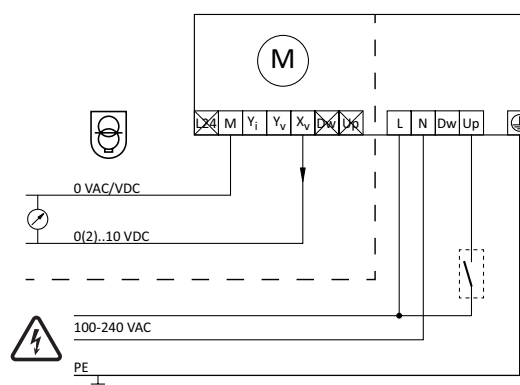 M
L24 M Yi Yv Xv Dw Up L N Dw Up
0 VAC/VDC
0(2)..10 VDC
100-240 VAC
PE